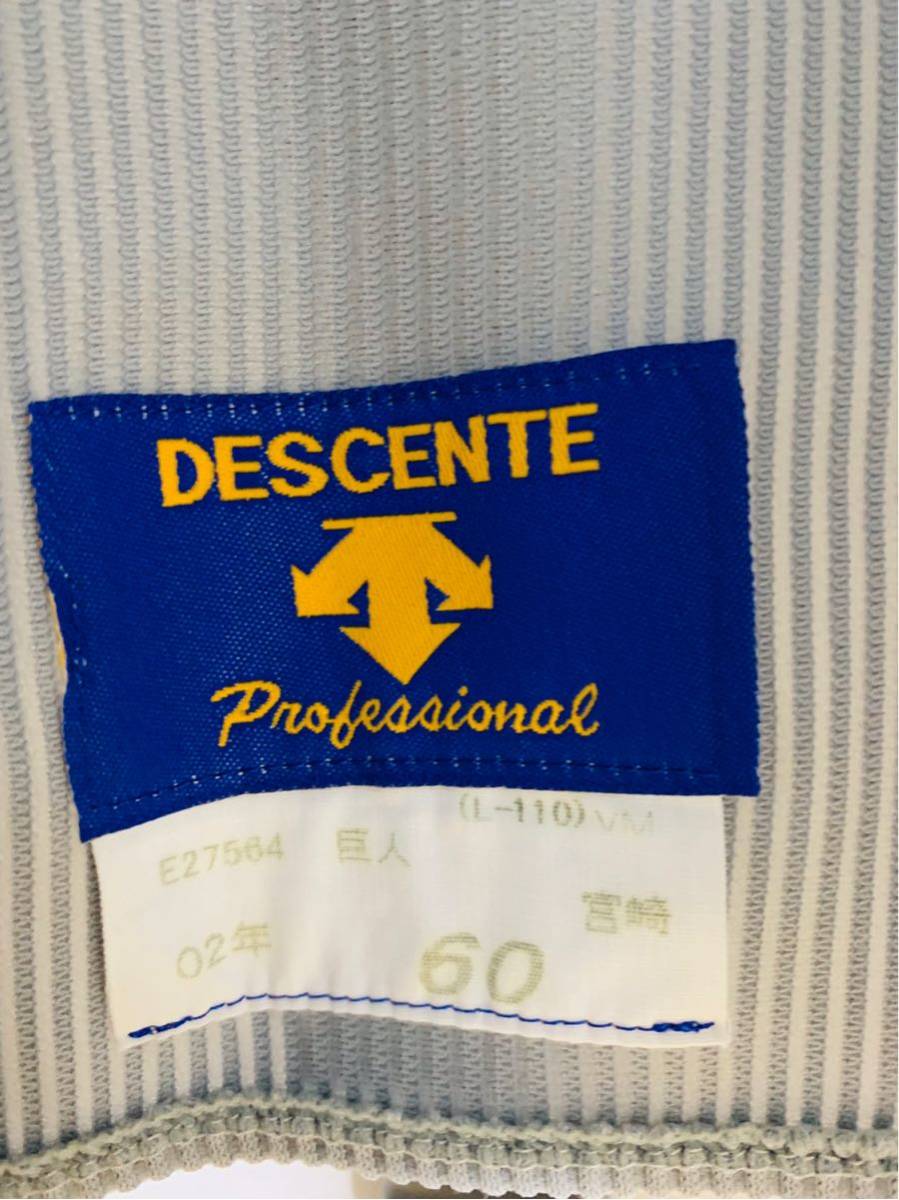 DESCENTE
Professional
(L-110) VM
E27564 巨人
宮崎
02年 60